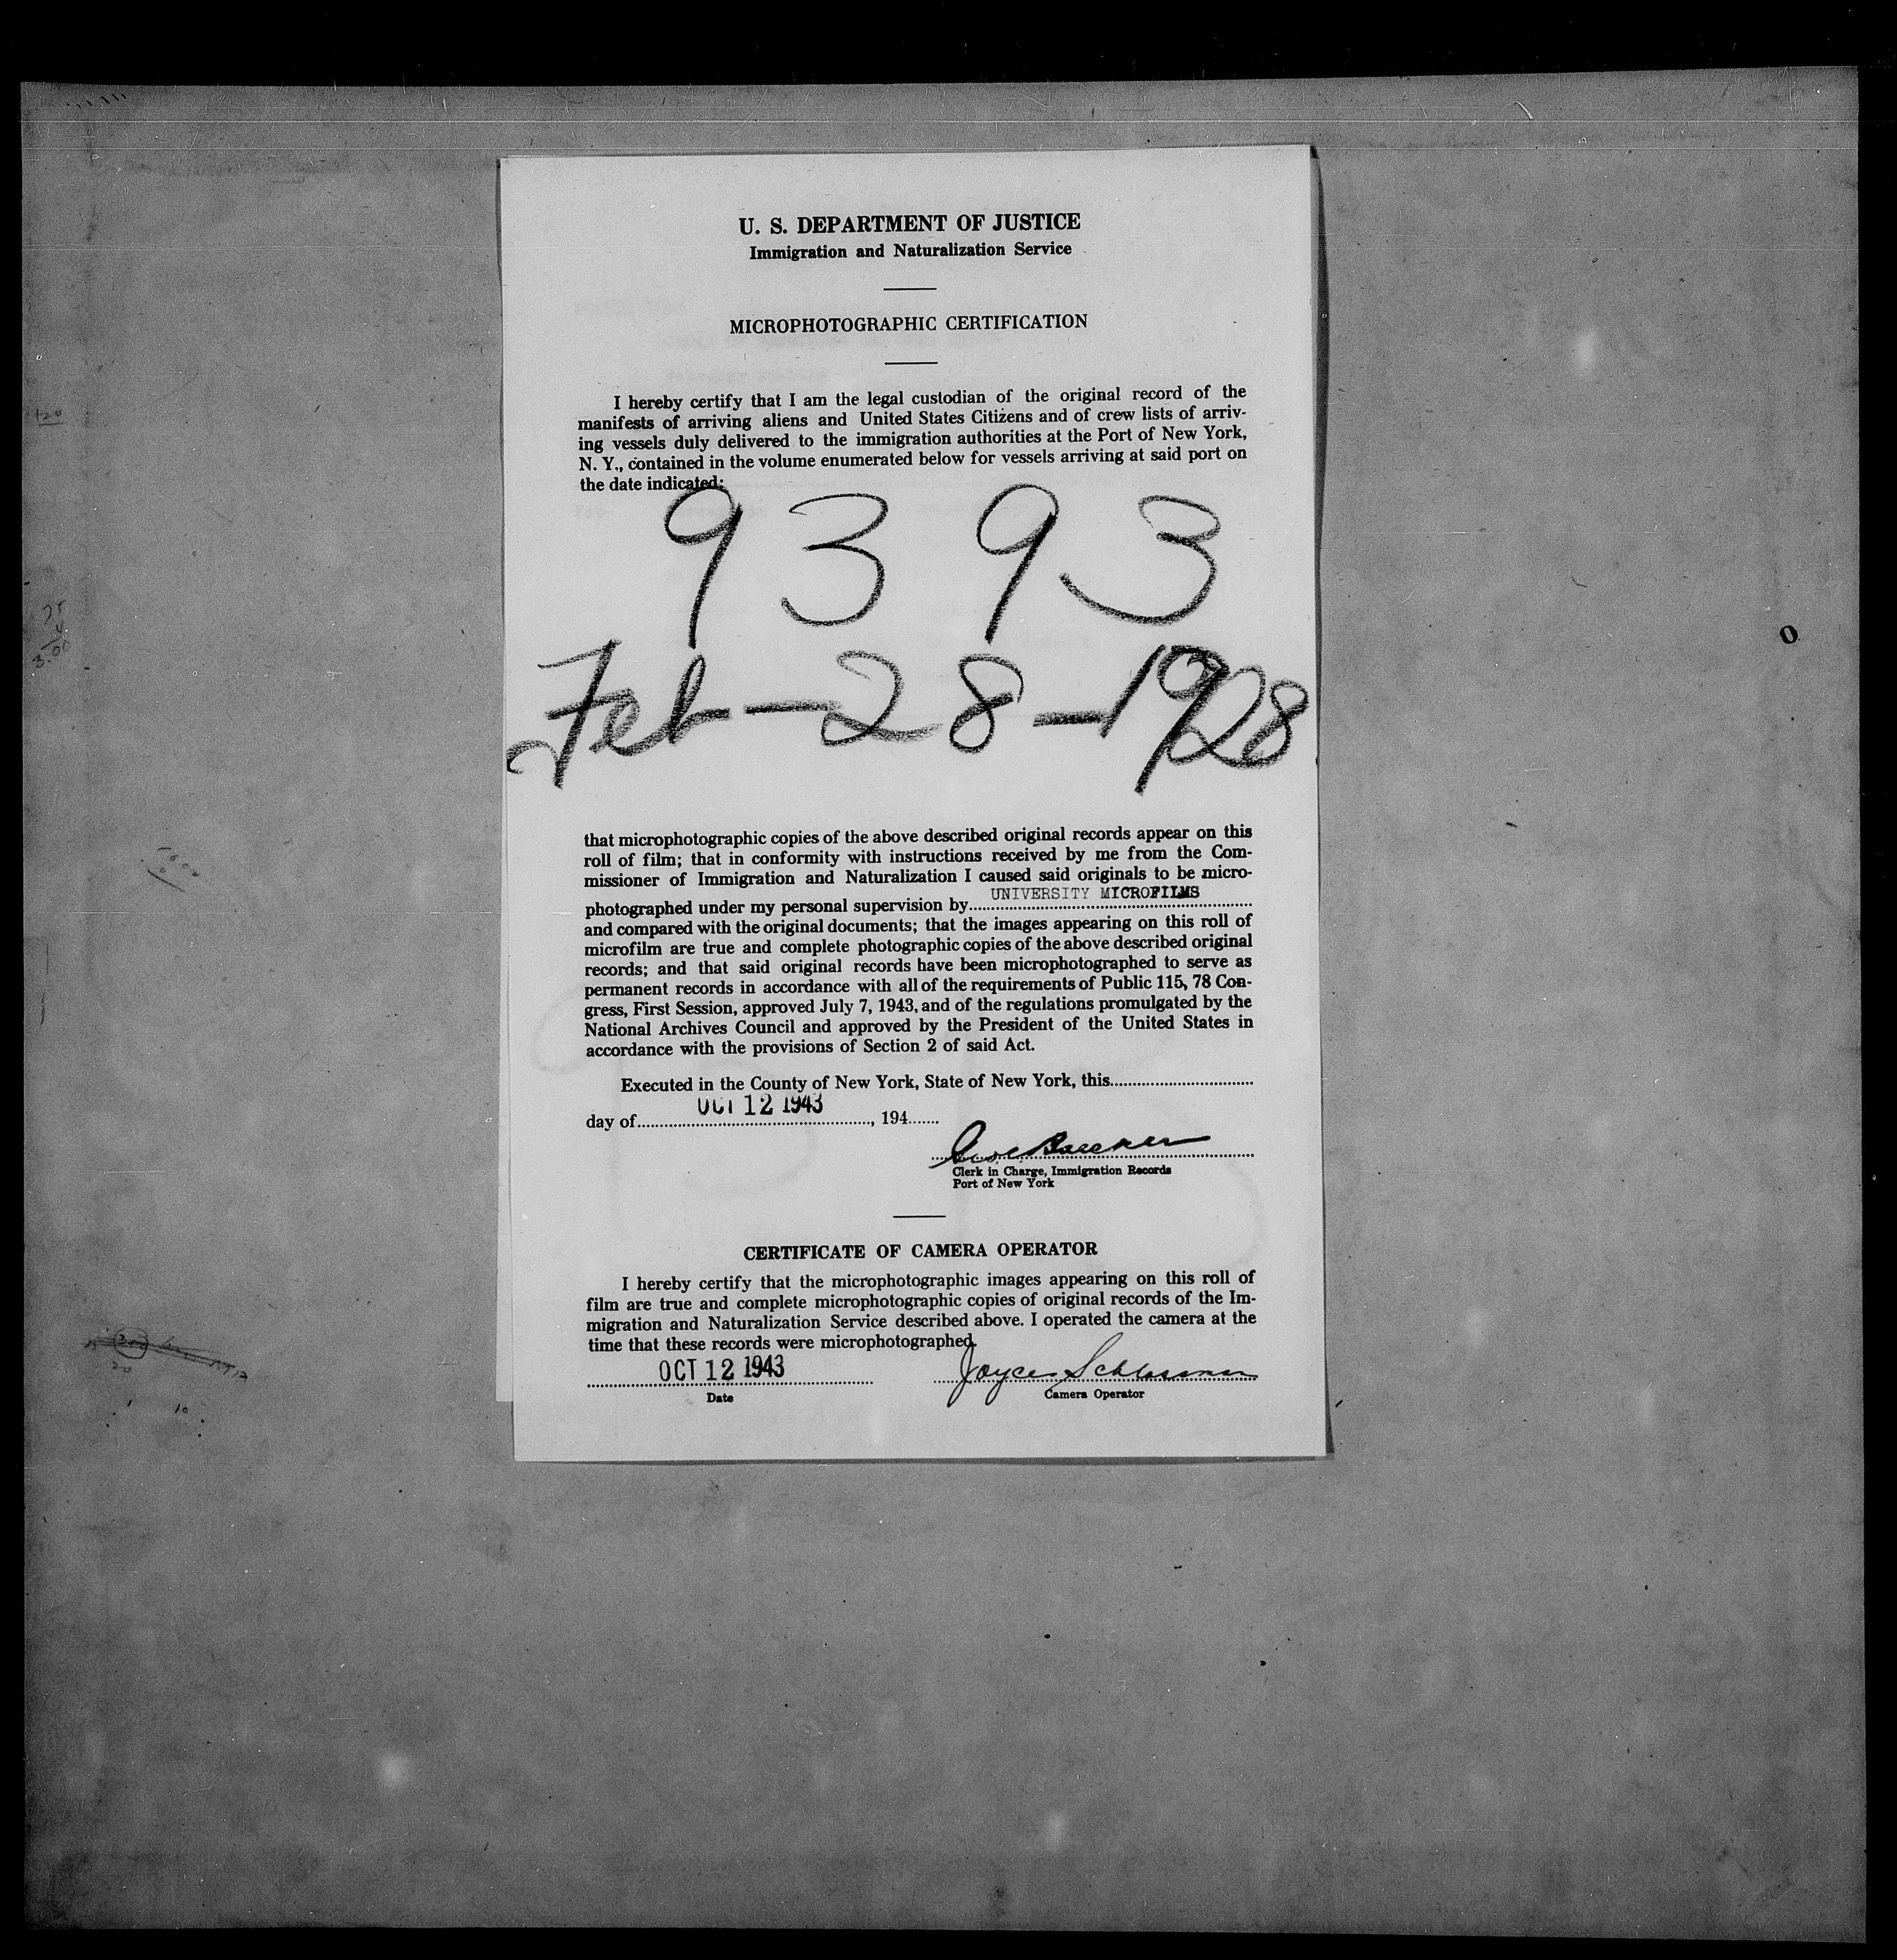 U. S. DEPARTMENT OF JUSTICE
Immigration and Naturalization Service
MICROPHOTOGRAPHIC CERTIFICATION
I hereby certify that I am the legal custodian of the original record of the
manifests of arriving aliens and United States Citizens and of crew lists of arriv-
ing vessels duly delivered to the immigration authorities at the Port of New York,
N. Y., contained in the volume enumerated below for vessels arriving at said port on
the date indicated:
9393
Feb-28-1928
that microphotographic copies of the above described original records appear on this
roll of film; that in conformity with instructions received by me from the Com-
missioner of Immigration and Naturalization I caused said originals to be micro-
photographed under my personal supervision by UNIVERSITY MICROFILMS
and compared with the original documents; that the images appearing on this roll of
microfilm are true and complete photographic copies of the above described original
records; and that said original records have been microphotographed to serve as
permanent records in accordance with all of the requirements of Public 115, 78 Con-
gress, First Session, approved July 7, 1943, and of the regulations promulgated by the
National Archives Council and approved by the President of the United States in
accordance with the provisions of Section 2 of said Act.
Executed in the County of New York, State of New York, this
day of OCT 12 1943, 194
Clerk in Charge, Immigration Records
Port of New York
CERTIFICATE OF CAMERA OPERATOR
I hereby certify that the microphotographic images appearing on this roll of
film are true and complete microphotographic copies of original records of the Im-
migration and Naturalization Service described above. I operated the camera at the
time that these records were microphotographed.
OCT 12 1943 Joyce Schlossman
Date Camera Operator